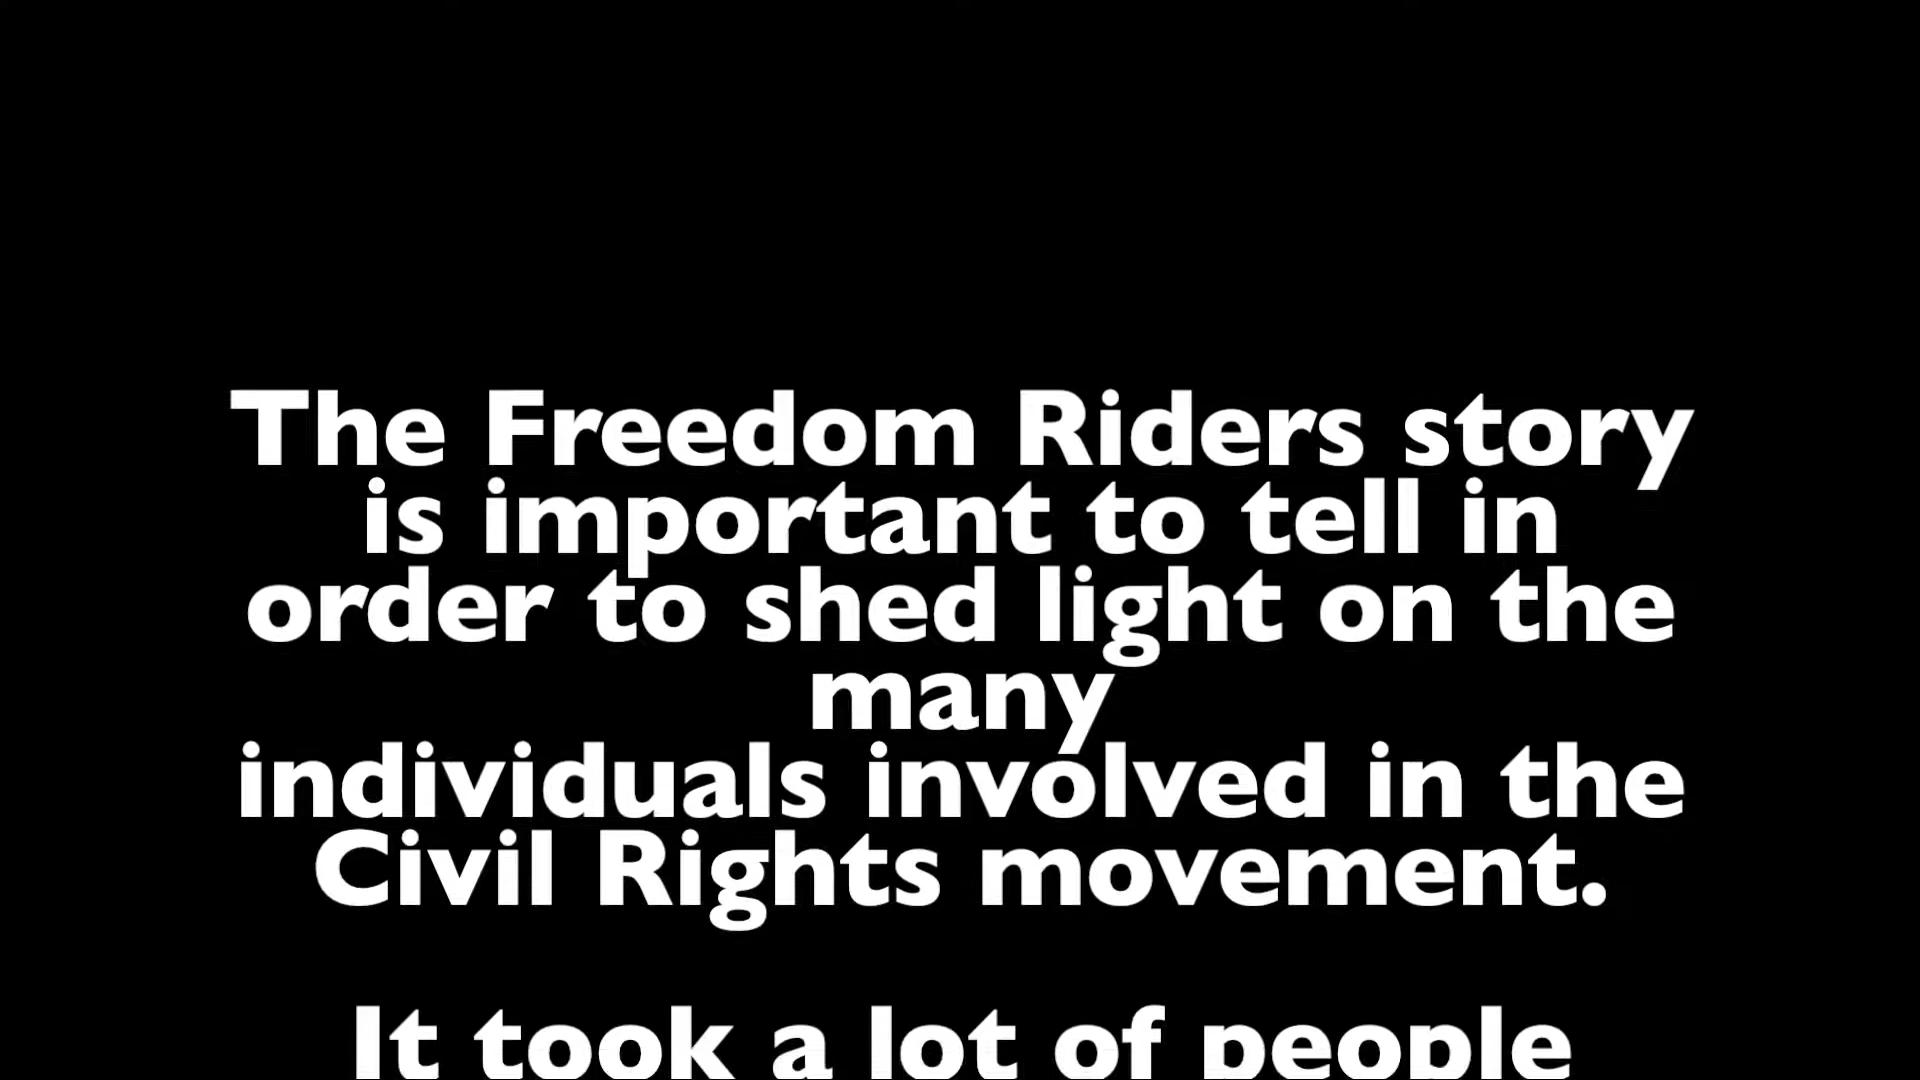 The Freedom Riders story
is important to tell in
order to shed light on the
many
individuals involved in the
Civil Rights movement.
It took a lot of people